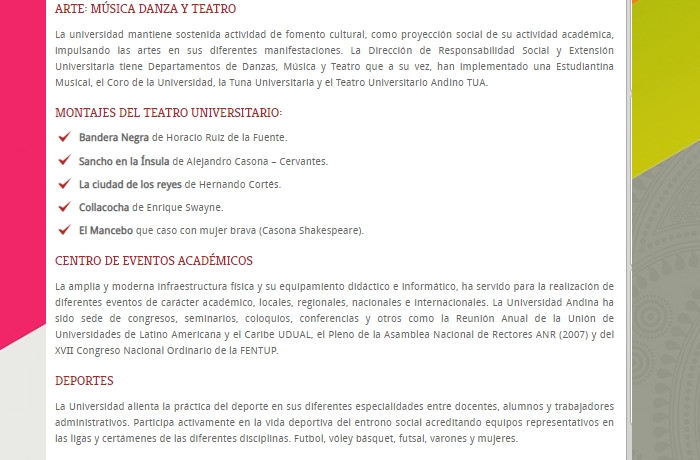 ARTE: MÚSICA DANZA Y TEATRO
La universidad mantiene sostenida actividad de fomento cultural, como proyección social de su actividad académica,
impulsando las artes en sus diferentes manifestaciones. La Dirección de Responsabilidad Social y Extensión
Universitaria tiene Departamentos de Danzas, Música y Teatro que a su vez, han implementado una Estudiantina
Musical, el Coro de la Universidad, la Tuna Universitaria y el Teatro Universitario Andino TUA.
MONTAJES DEL TEATRO UNIVERSITARIO:
Bandera Negra de Horacio Ruiz de la Fuente.
Sancho en la Ínsula de Alejandro Casona – Cervantes.
La ciudad de los reyes de Hernando Cortés.
Collacocha de Enrique Swayne.
El Mancebo que caso con mujer brava (Casona Shakespeare).
CENTRO DE EVENTOS ACADÉMICOS
La amplia y moderna infraestructura física y su equipamiento didáctico e informático, ha servido para la realización de
diferentes eventos de carácter académico, locales, regionales, nacionales e internacionales. La Universidad Andina ha
sido sede de congresos, seminarios, coloquios, conferencias y otros como la Reunión Anual de la Unión de
Universidades de Latino Americana y el Caribe UDUAL, el Pleno de la Asamblea Nacional de Rectores ANR (2007) y del
XVII Congreso Nacional Ordinario de la FENTUP.
DEPORTES
La Universidad alienta la práctica del deporte en sus diferentes especialidades entre docentes, alumnos y trabajadores
administrativos. Participa activamente en la vida deportiva del entrono social acreditando equipos representativos en
las ligas y certámenes de las diferentes disciplinas. Futbol, vóley básquet, futsal, varones y mujeres.